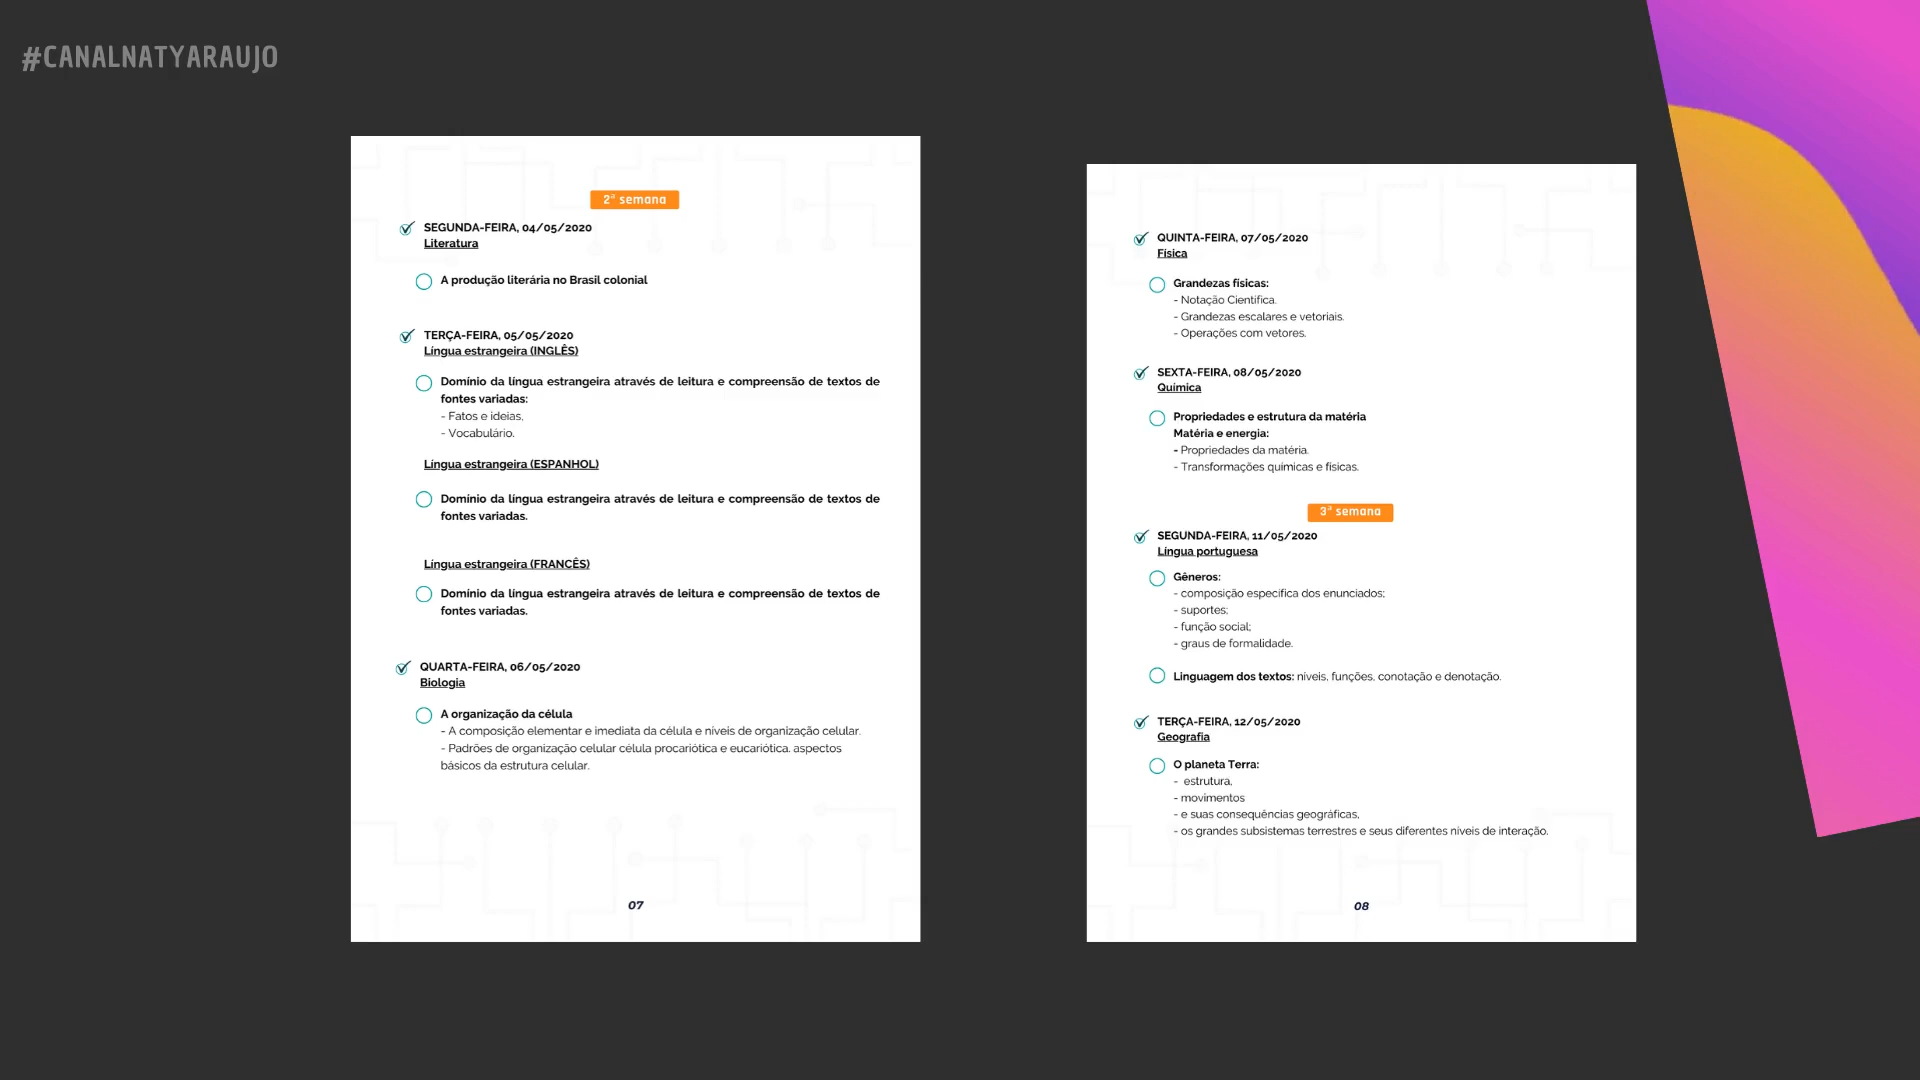 #CANALNATYARAUJO
2ª semana
SEGUNDA-FEIRA, 04/05/2020
Literatura
A produção literária no Brasil colonial
TERÇA-FEIRA, 05/05/2020
Língua estrangeira (INGLÊS)
Domínio da língua estrangeira através de leitura e compreensão de textos de
fontes variadas:
- Fatos e ideias,
- Vocabulário.
Língua estrangeira (ESPANHOL)
Domínio da língua estrangeira através de leitura e compreensão de textos de
fontes variadas.
Língua estrangeira (FRANCÊS)
Domínio da língua estrangeira através de leitura e compreensão de textos de
fontes variadas.
QUARTA-FEIRA, 06/05/2020
Biologia
A organização da célula
- A composição elementar e imediata da célula e níveis de organização celular.
- Padrões de organização celular célula procariótica e eucariótica. aspectos
básicos da estrutura celular.
07
QUINTA-FEIRA, 07/05/2020
Física
Grandezas físicas:
- Notação Científica.
- Grandezas escalares e vetoriais.
- Operações com vetores.
SEXTA-FEIRA, 08/05/2020
Química
Propriedades e estrutura da matéria
Matéria e energia:
- Propriedades da matéria.
- Transformações químicas e físicas.
3ª semana
SEGUNDA-FEIRA, 11/05/2020
Língua portuguesa
Gêneros:
- composição específica dos enunciados;
- suportes;
- função social;
- graus de formalidade.
Linguagem dos textos: níveis, funções, conotação e denotação.
TERÇA-FEIRA, 12/05/2020
Geografia
O planeta Terra:
- estrutura,
- movimentos
- e suas consequências geográficas,
- os grandes subsistemas terrestres e seus diferentes níveis de interação.
08